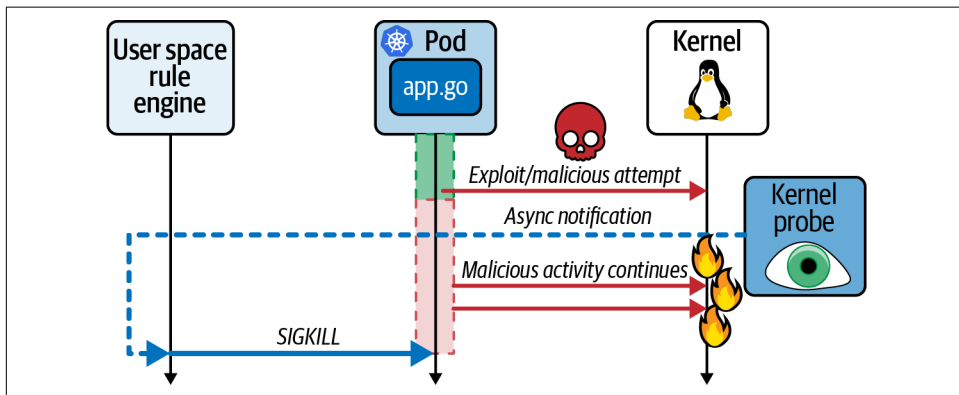 User space
rule
engine
Pod
app.go
Kernel
Exploit/malicious attempt
Kernel
probe
Async notification
Malicious activity continues
SIGKILL